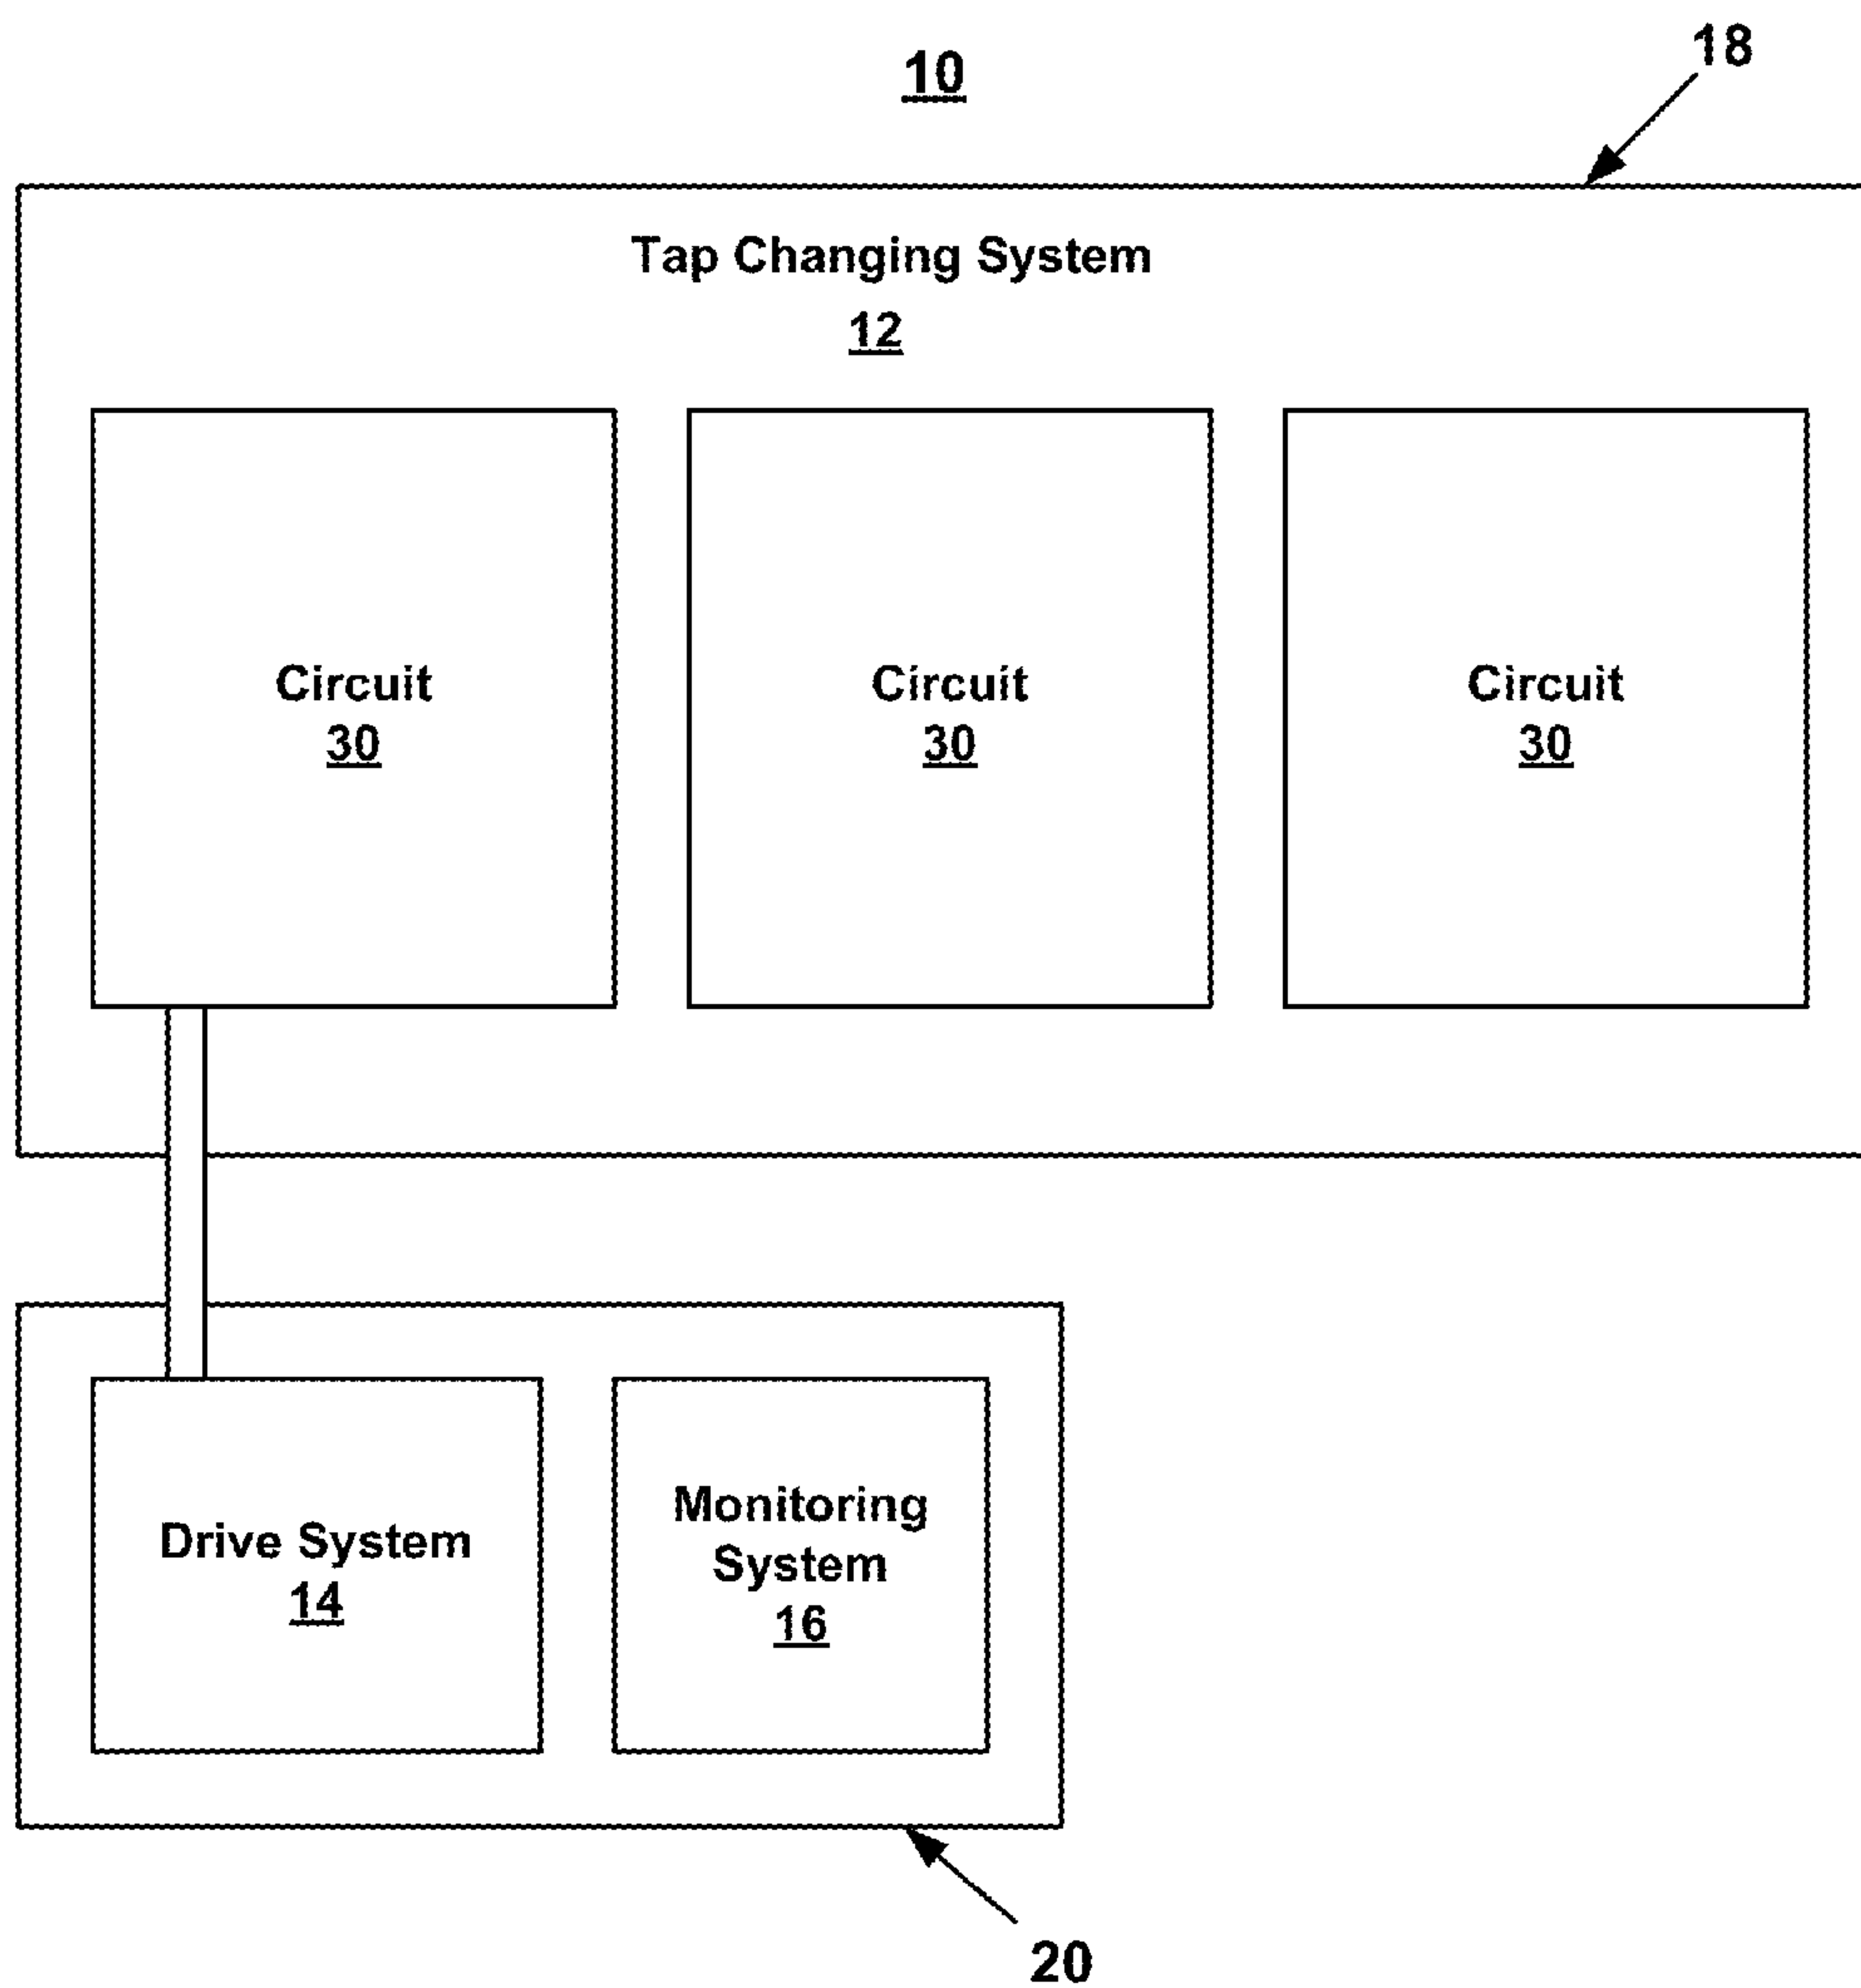 10
18
Tap Changing System
12
Circuit
30
Circuit
30
Circuit
30
Drive System
14
Monitoring
System
16
20